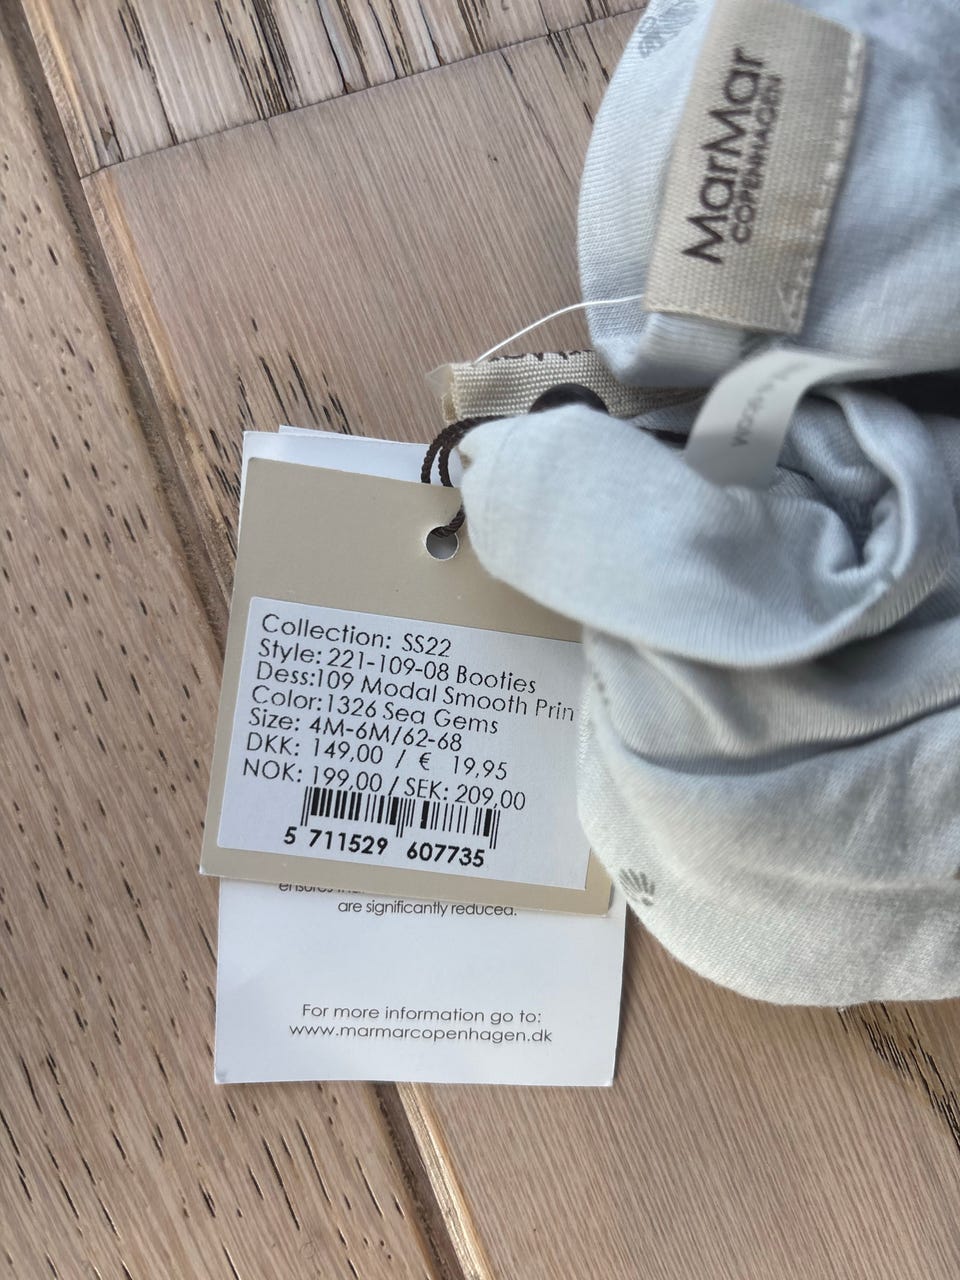 MarMar
COPENHAGEN
Collection: SS22
Style: 221-109-08 Booties
Dess:109 Modal Smooth Prin
Color:1326 Sea Gems
Size: 4M-6M/62-68
DKK: 149,00 / € 19,95
NOK: 199,00 / SEK: 209,00
5 711529 607735
are significantly reduced.
For more information go to:
www.marmarcopenhagen.dk